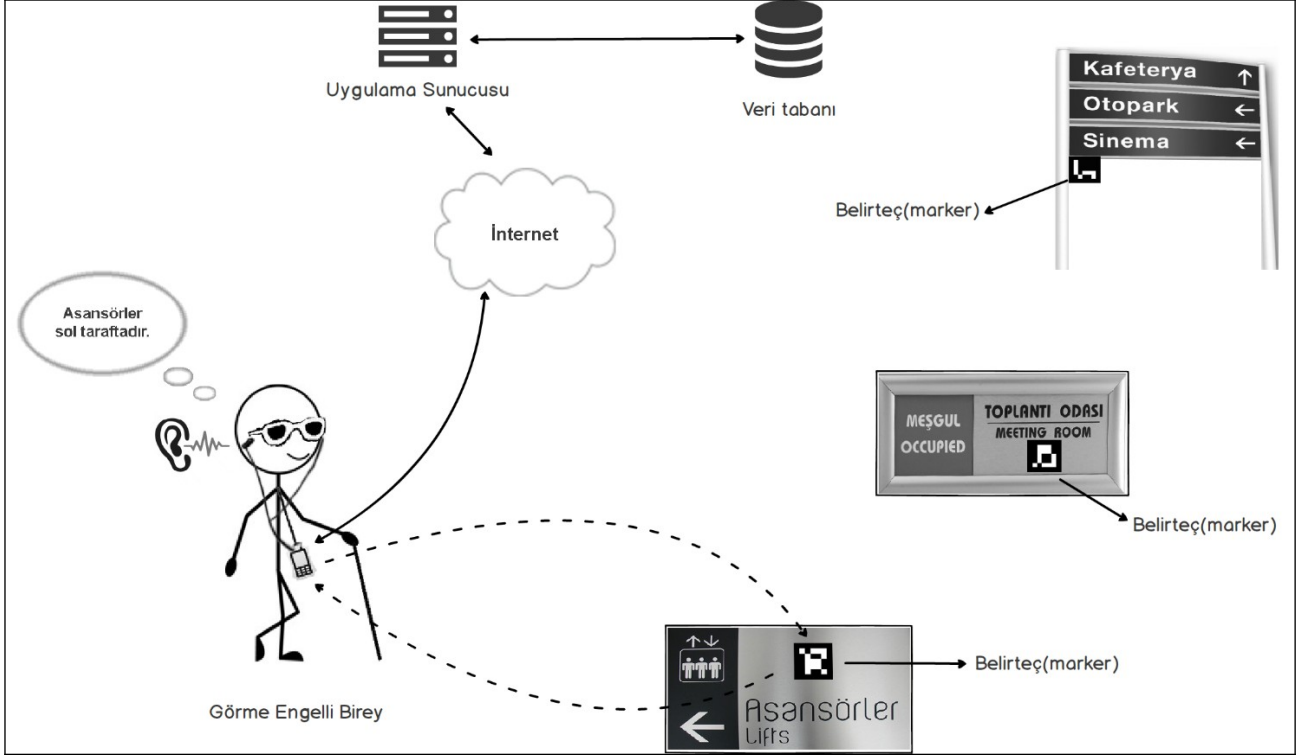 Uygulama Sunucusu
Veri tabanı
Kafeterya
Otopark
Sinema
Belirteç(marker)
İnternet
Asansörler
sol taraftadır.
MEŞGUL
OCCUPIED
TOPLANTI ODASI
MEETING ROOM
Belirteç(marker)
Belirteç(marker)
Asansörler
Lifts
Görme Engelli Birey